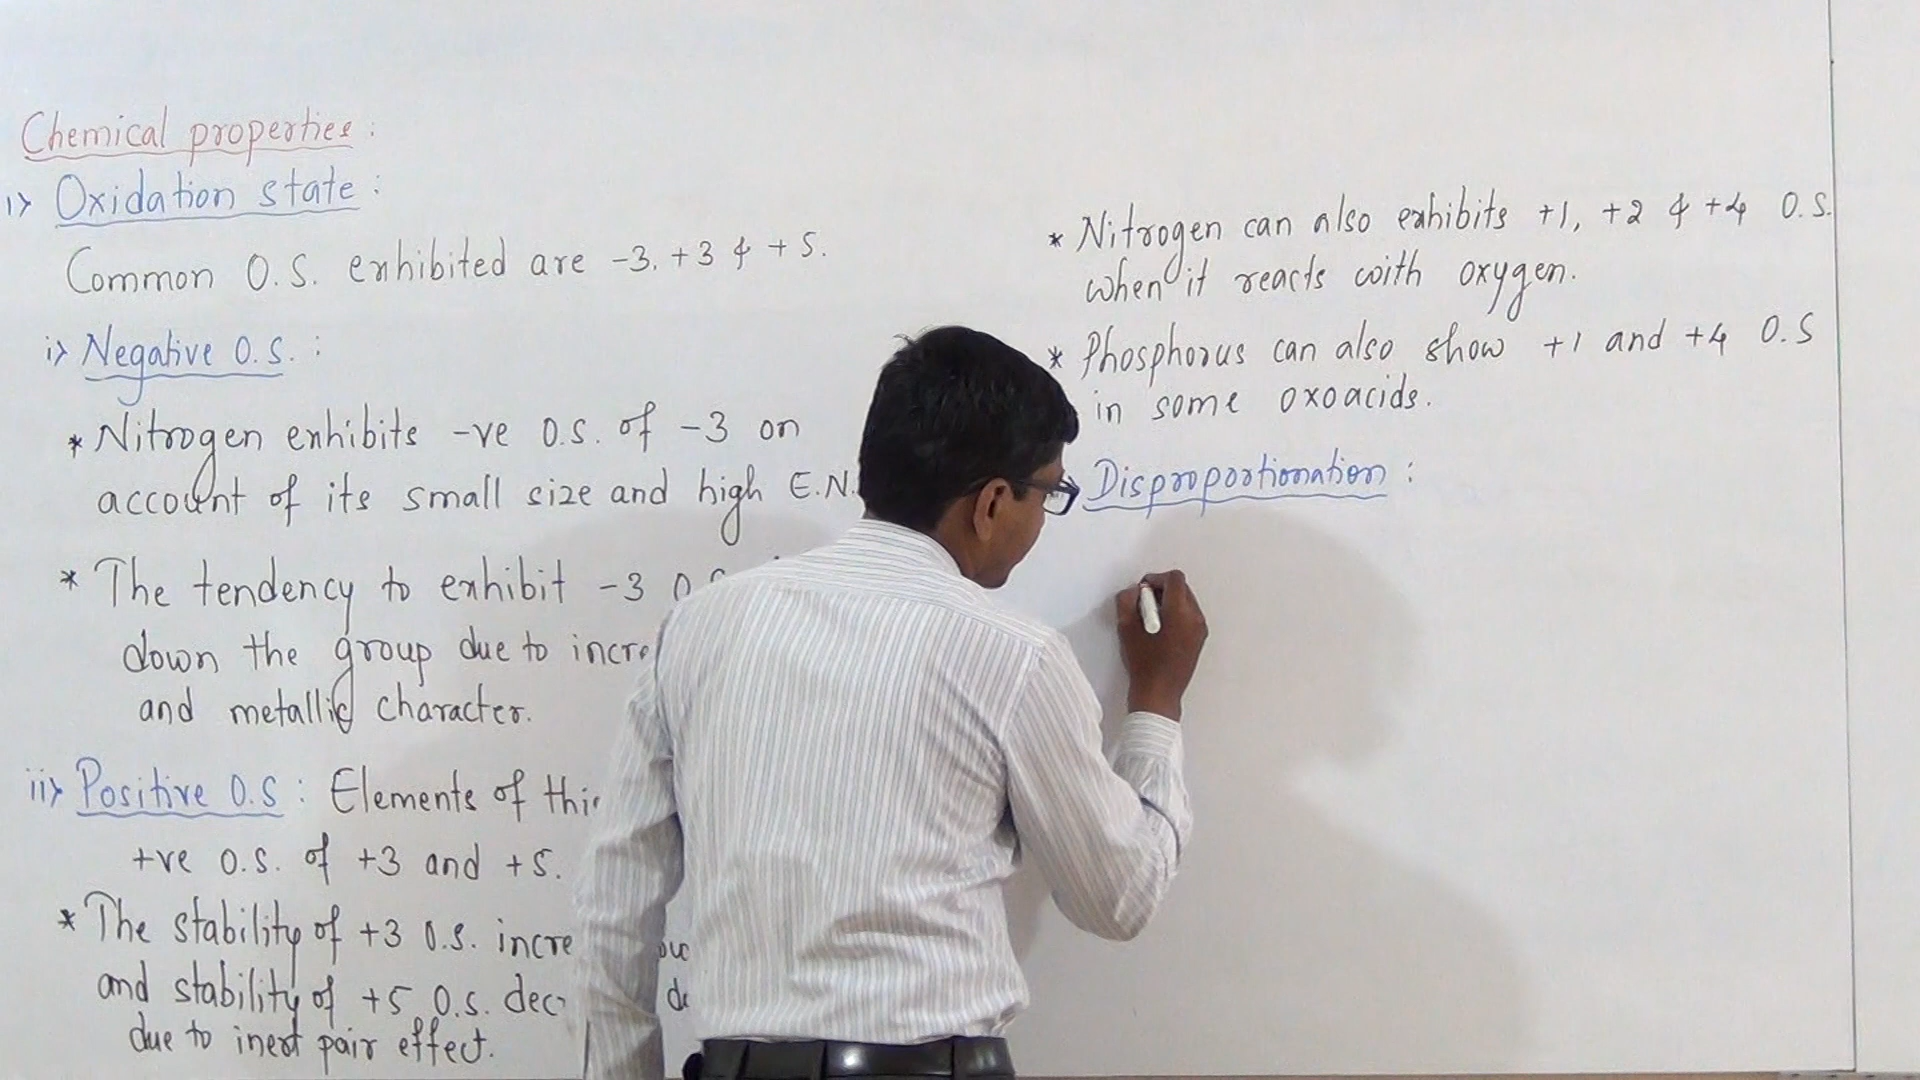 Chemical properties :
1) Oxidation state :
Common O.S. exhibited are -3, +3 & +5.
i) Negative O.S. :
* Nitrogen exhibits -ve O.S. of -3 on
account of its small size and high E.N.
* The tendency to exhibit -3 O.S.
down the group due to incre
and metallic character.
ii) Positive O.S : Elements of this
+ve O.S. of +3 and +5.
* The stability of +3 O.S. incre
and stability of +5 O.S. decr
due to inert pair effect.
* Nitrogen can also exhibits +1, +2 & +4 O.S.
when it reacts with oxygen.
* Phosphorus can also show +1 and +4 O.S
in some oxoacids.
Disproportionation :